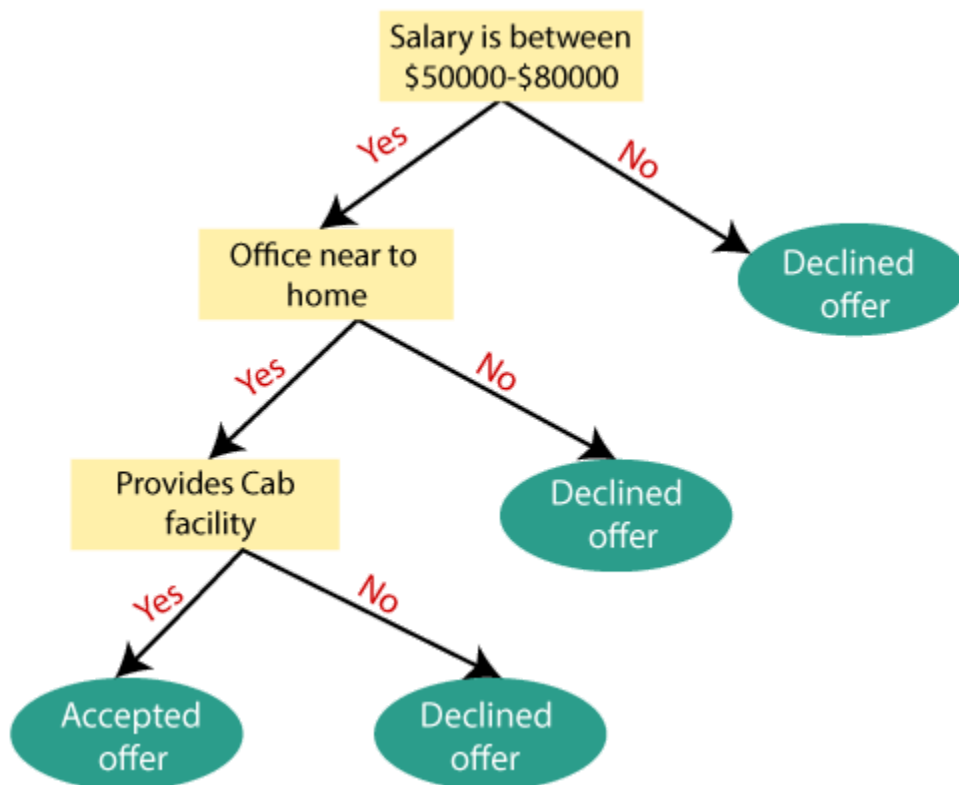 Salary is between
$50000-$80000
Yes
No
Office near to
home
Declined
offer
Yes
No
Provides Cab
facility
Declined
offer
Yes
No
Accepted
offer
Declined
offer